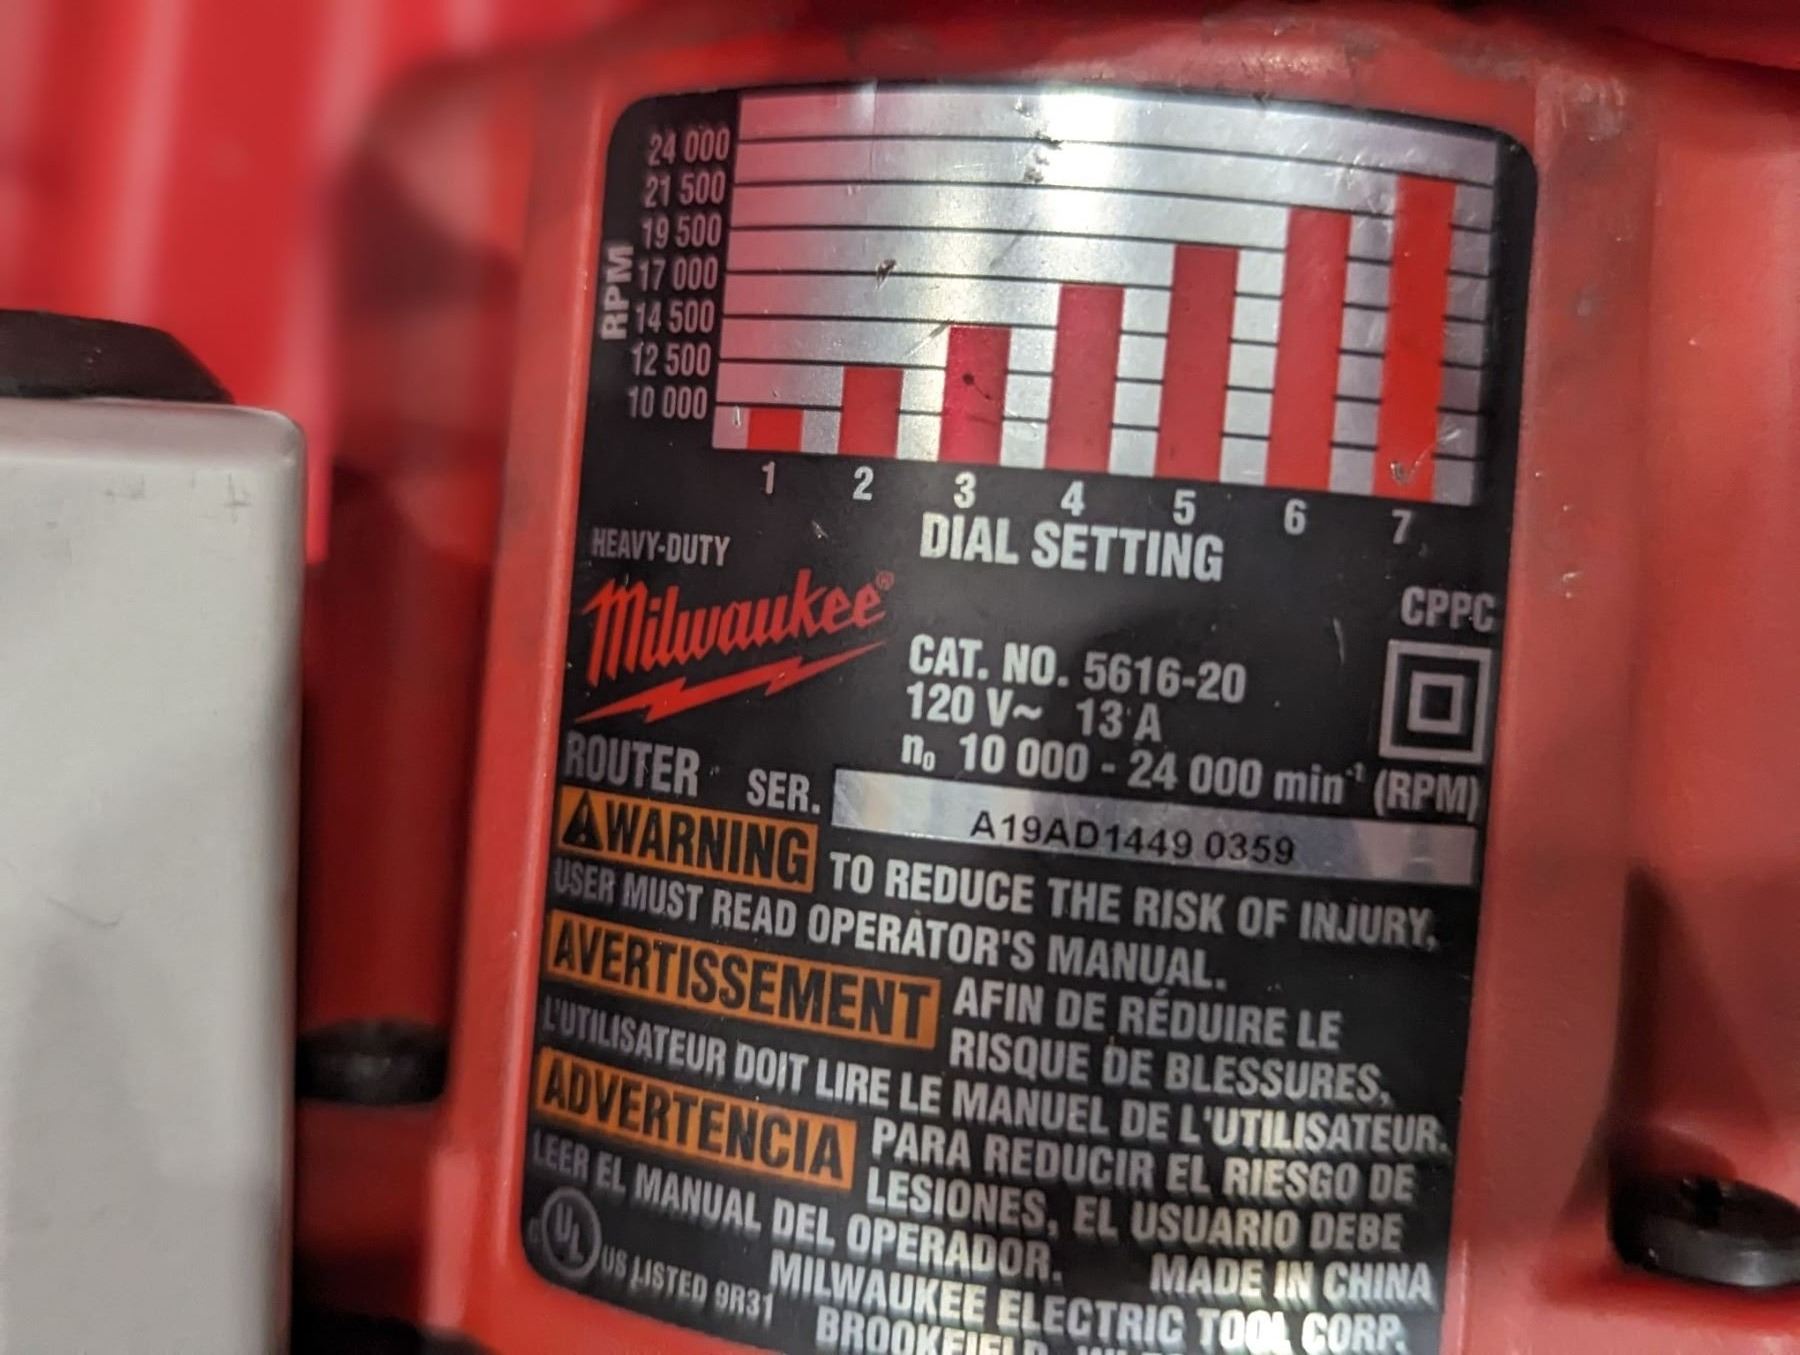 24 000
21 500
19 500
17 000
14 500
12 500
10 000
RPM
1 2 3 4 5 6 7
DIAL SETTING
HEAVY-DUTY
Milwaukee®
CPPC
CAT. NO. 5616-20
120 V~ 13 A
n₀ 10 000 - 24 000 min⁻¹ (RPM)
ROUTER SER.
A19AD1449 0359
WARNING TO REDUCE THE RISK OF INJURY,
USER MUST READ OPERATOR'S MANUAL.
AVERTISSEMENT AFIN DE RÉDUIRE LE
RISQUE DE BLESSURES,
L'UTILISATEUR DOIT LIRE LE MANUEL DE L'UTILISATEUR.
ADVERTENCIA PARA REDUCIR EL RIESGO DE
LESIONES, EL USUARIO DEBE
LEER EL MANUAL DEL OPERADOR.
MADE IN CHINA
C UL US LISTED 9R31
MILWAUKEE ELECTRIC TOOL CORP.
BROOKFIELD, WI